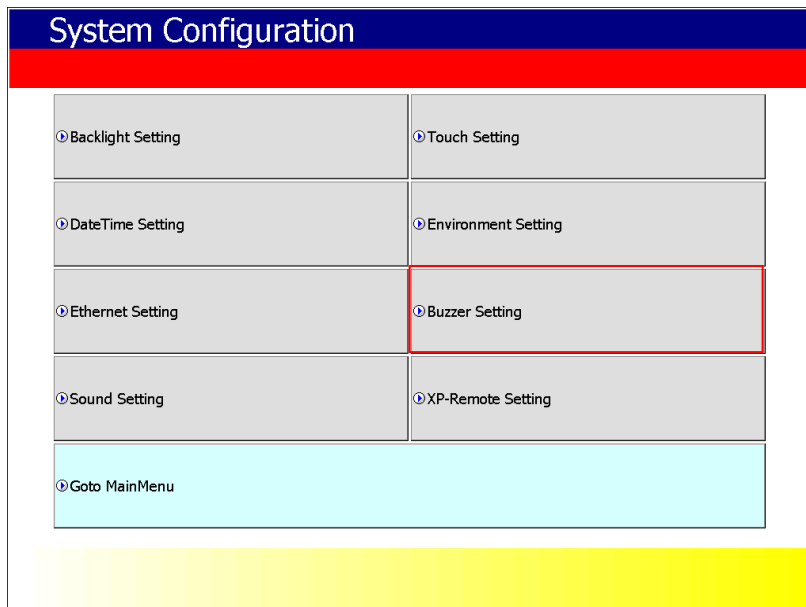 System Configuration
Backlight Setting
Touch Setting
DateTime Setting
Environment Setting
Ethernet Setting
Buzzer Setting
Sound Setting
XP-Remote Setting
Goto MainMenu